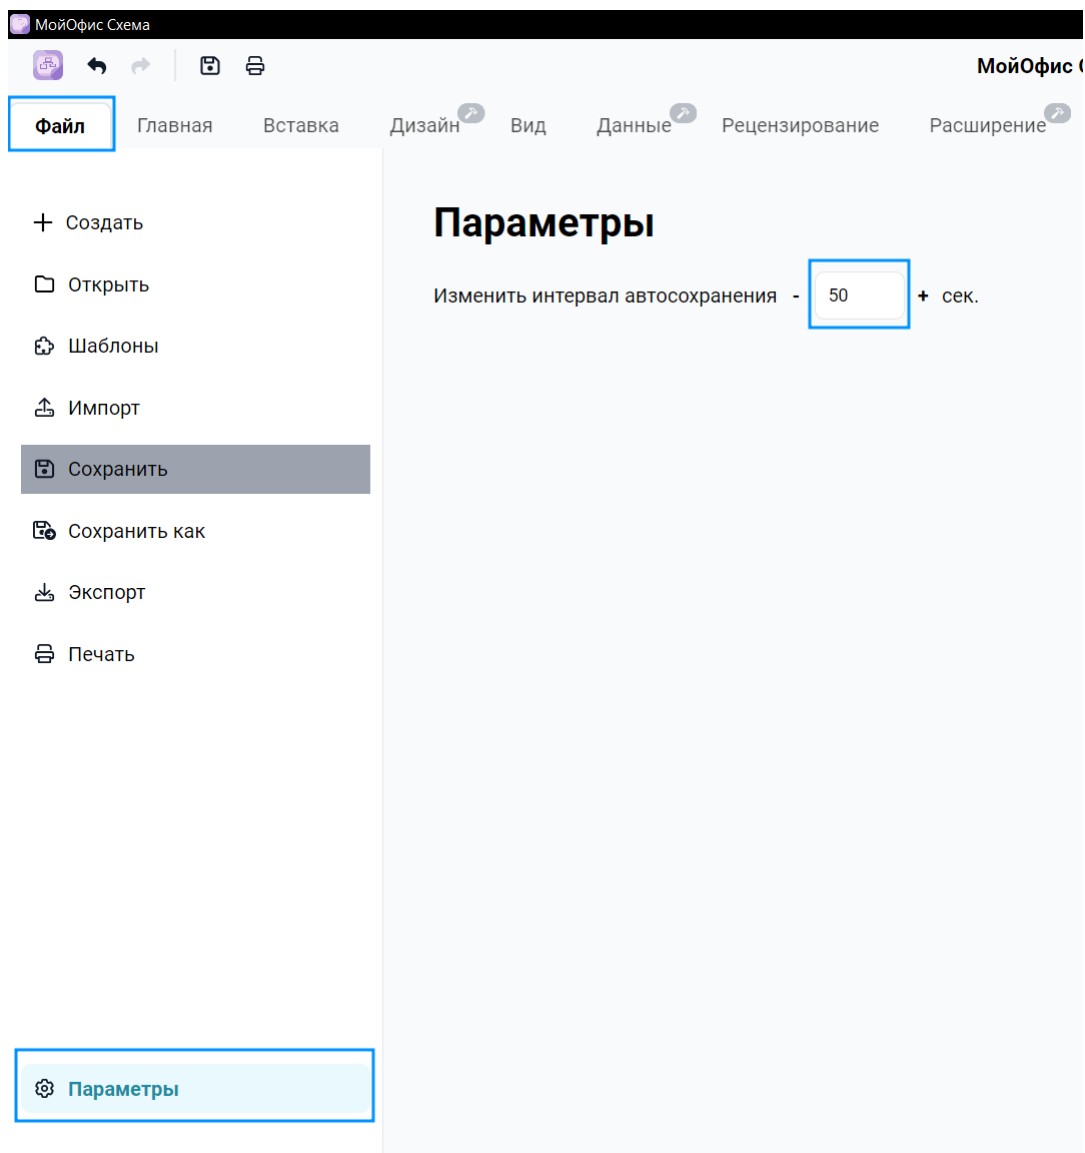 МойОфис Схема
МойОфис
Файл Главная Вставка Дизайн Вид Данные Рецензирование Расширение
Создать
Открыть
Шаблоны
Импорт
Сохранить
Сохранить как
Экспорт
Печать
Параметры
Параметры
Изменить интервал автосохранения - 50 + сек.